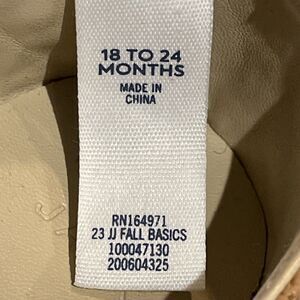 18 TO 24
MONTHS
MADE IN
CHINA
RN164971
23 JJ FALL BASICS
100047130
200604325